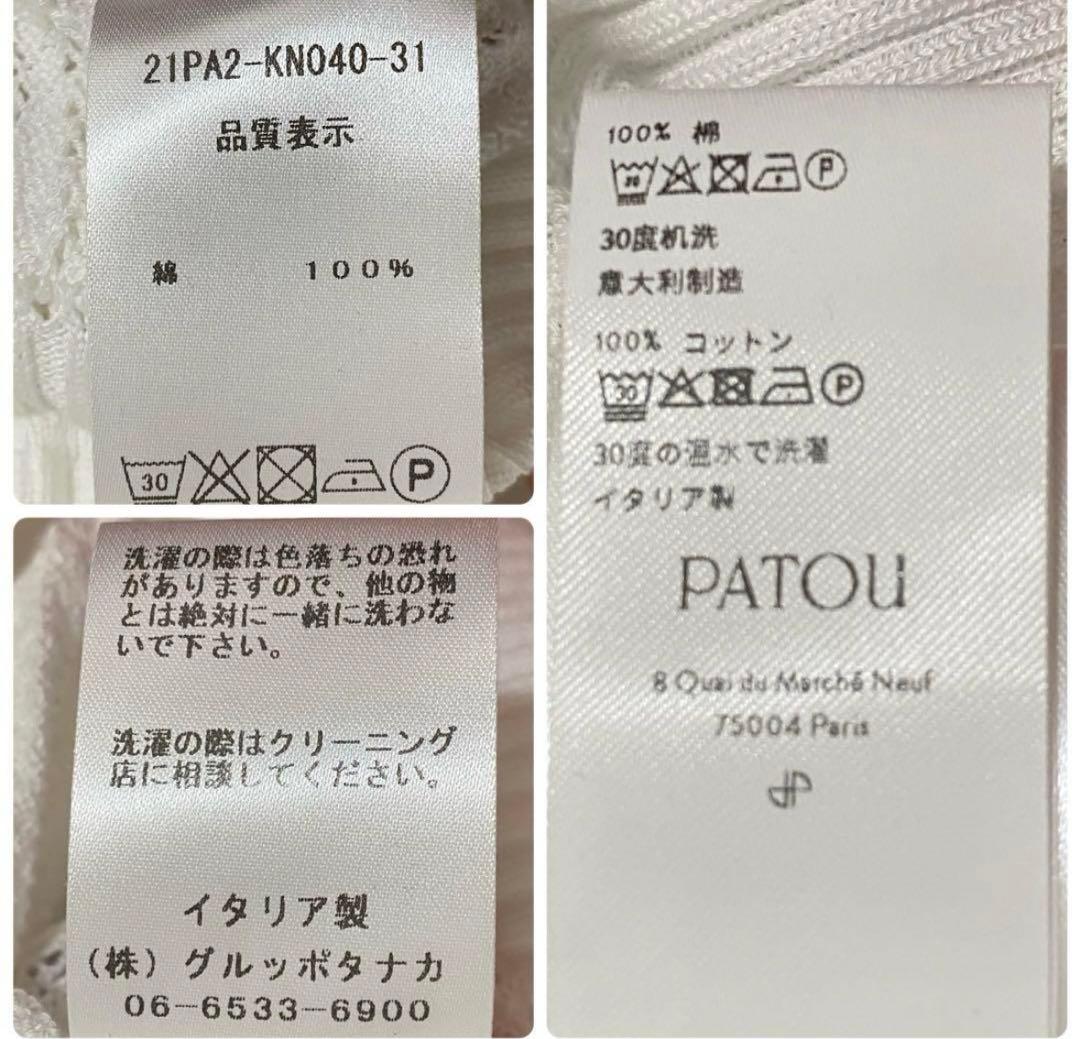 21PA2-KN040-31
品質表示
綿 100%
30 P
洗濯の際は色落ちの恐れ
がありますので、他の物
とは絶対に一緒に洗わな
いで下さい。
洗濯の際はクリーニング
店に相談してください。
イタリア製
（株）グルッポタナカ
06-6533-6900
100% 棉
30 P
30度机洗
意大利制造
100% コットン
30 P
30度の温水で洗濯
イタリア製
PATOU
8 Quai du Marché Neuf
75004 Paris
JP